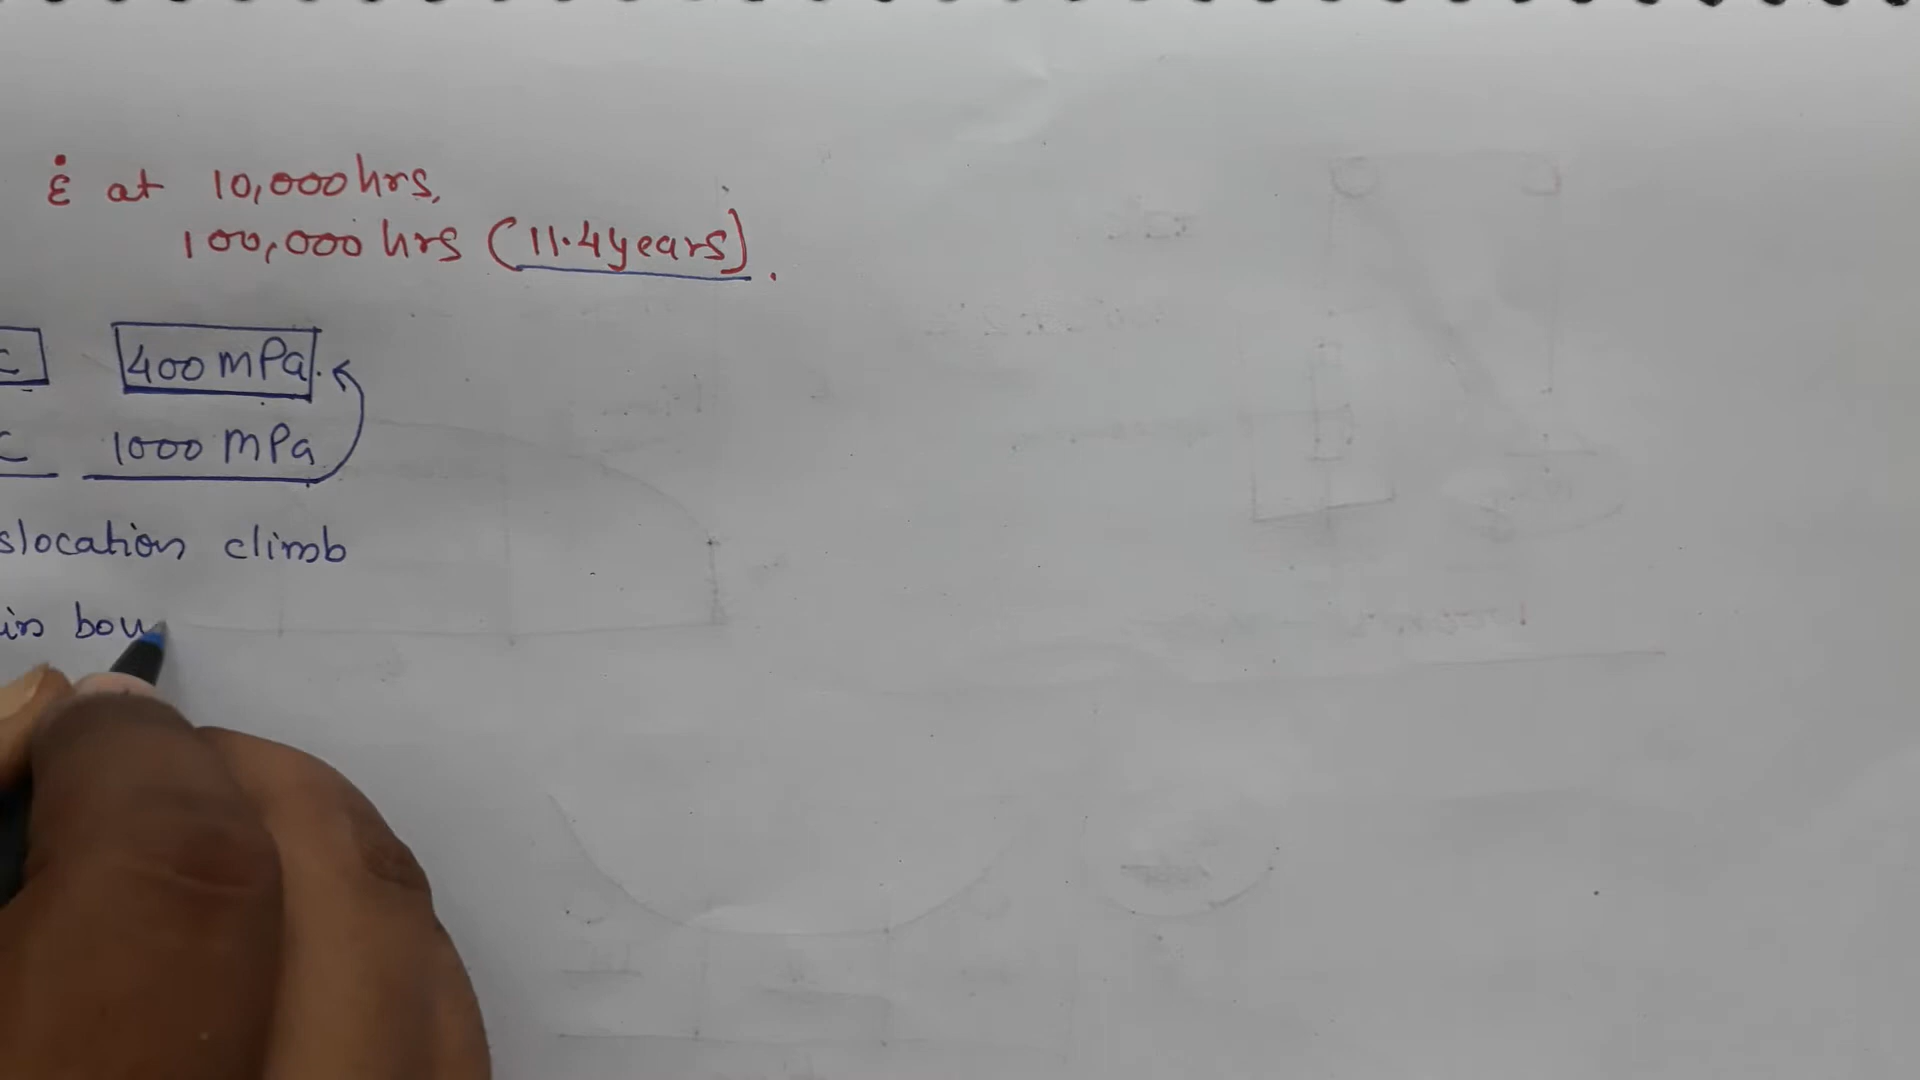 ε̇ at 10,000 hrs,
100,000 hrs (11.4 years).
400 MPa.
1000 MPa
slocation climb
in bou